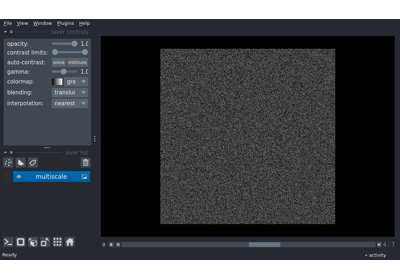 File View Window Plugins Help
layer controls
opacity: 1.0
contrast limits:
auto-contrast: once continuous
gamma: 1.0
colormap: gra
blending: transluc
interpolation: nearest
layer list
multiscale
0 4 7
Ready
activity